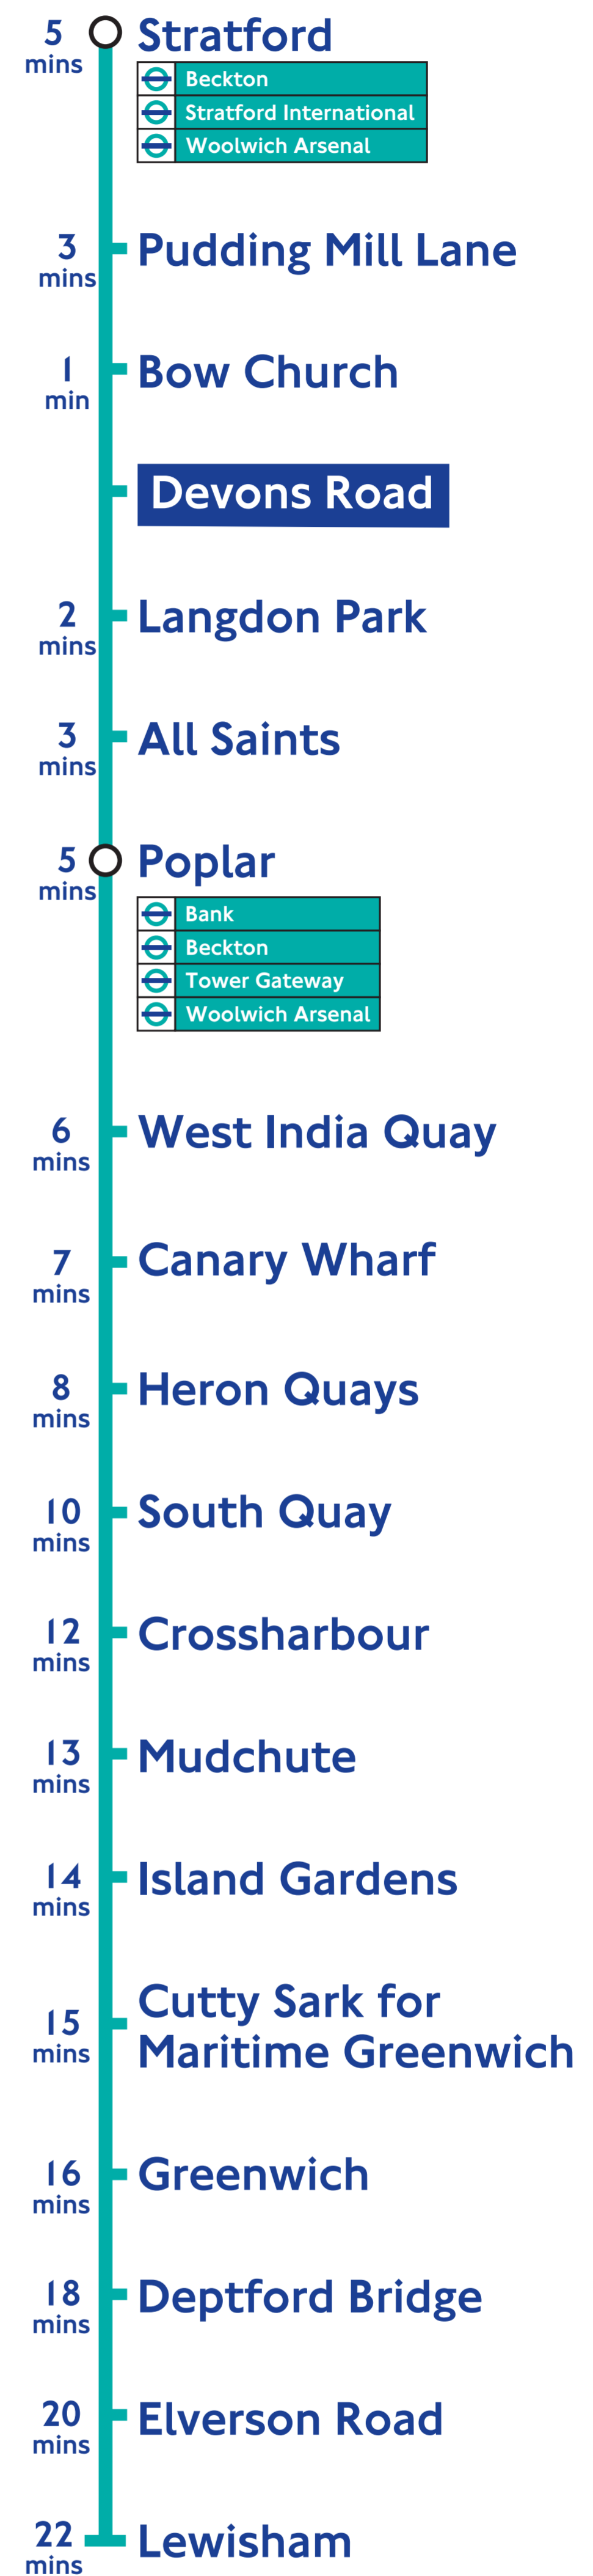 5
mins
Stratford
Beckton
Stratford International
Woolwich Arsenal
3
mins
Pudding Mill Lane
1
min
Bow Church
Devons Road
2
mins
Langdon Park
3
mins
All Saints
5
mins
Poplar
Bank
Beckton
Tower Gateway
Woolwich Arsenal
6
mins
West India Quay
7
mins
Canary Wharf
8
mins
Heron Quays
10
mins
South Quay
12
mins
Crossharbour
13
mins
Mudchute
14
mins
Island Gardens
15
mins
Cutty Sark for
Maritime Greenwich
16
mins
Greenwich
18
mins
Deptford Bridge
20
mins
Elverson Road
22
mins
Lewisham